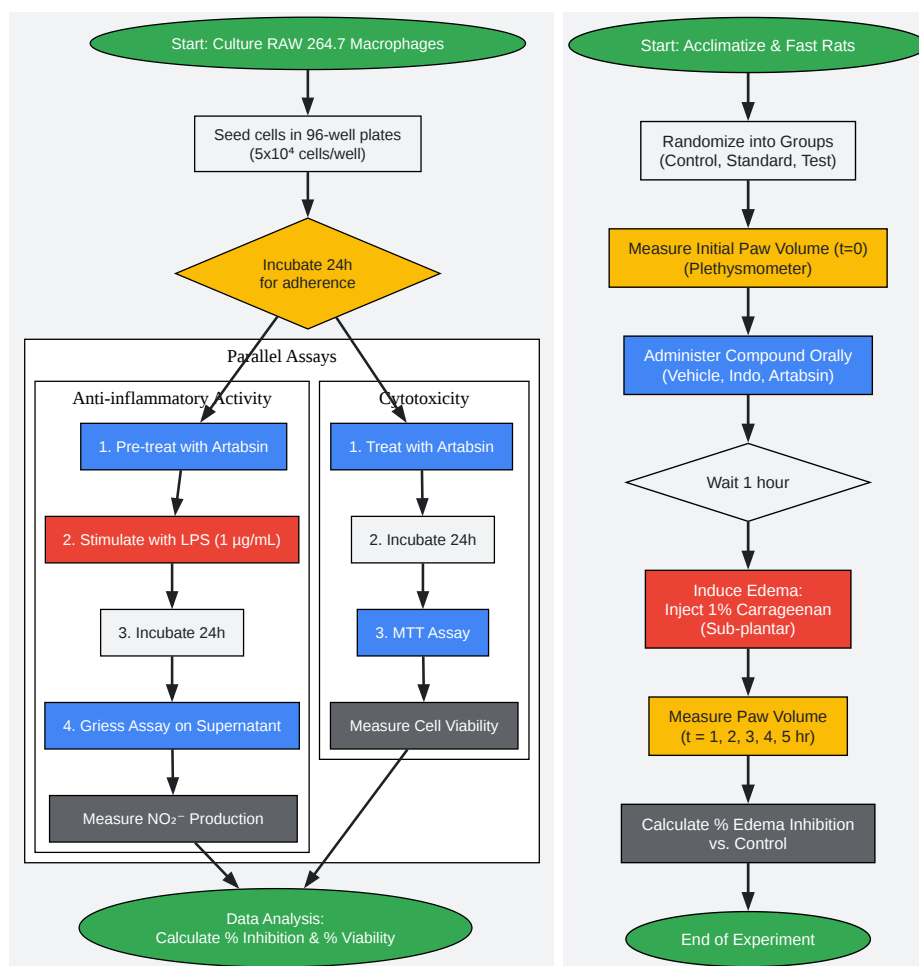 Start: Culture RAW 264.7 Macrophages
Seed cells in 96-well plates
(5x10⁴ cells/well)
Incubate 24h
for adherence
Parallel Assays
Anti-inflammatory Activity
1. Pre-treat with Artabsin
2. Stimulate with LPS (1 µg/mL)
3. Incubate 24h
4. Griess Assay on Supernatant
Measure NO₂⁻ Production
Cytotoxicity
1. Treat with Artabsin
2. Incubate 24h
3. MTT Assay
Measure Cell Viability
Data Analysis:
Calculate % Inhibition & % Viability
Start: Acclimatize & Fast Rats
Randomize into Groups
(Control, Standard, Test)
Measure Initial Paw Volume (t=0)
(Plethysmometer)
Administer Compound Orally
(Vehicle, Indo, Artabsin)
Wait 1 hour
Induce Edema:
Inject 1% Carrageenan
(Sub-plantar)
Measure Paw Volume
(t = 1, 2, 3, 4, 5 hr)
Calculate % Edema Inhibition
vs. Control
End of Experiment